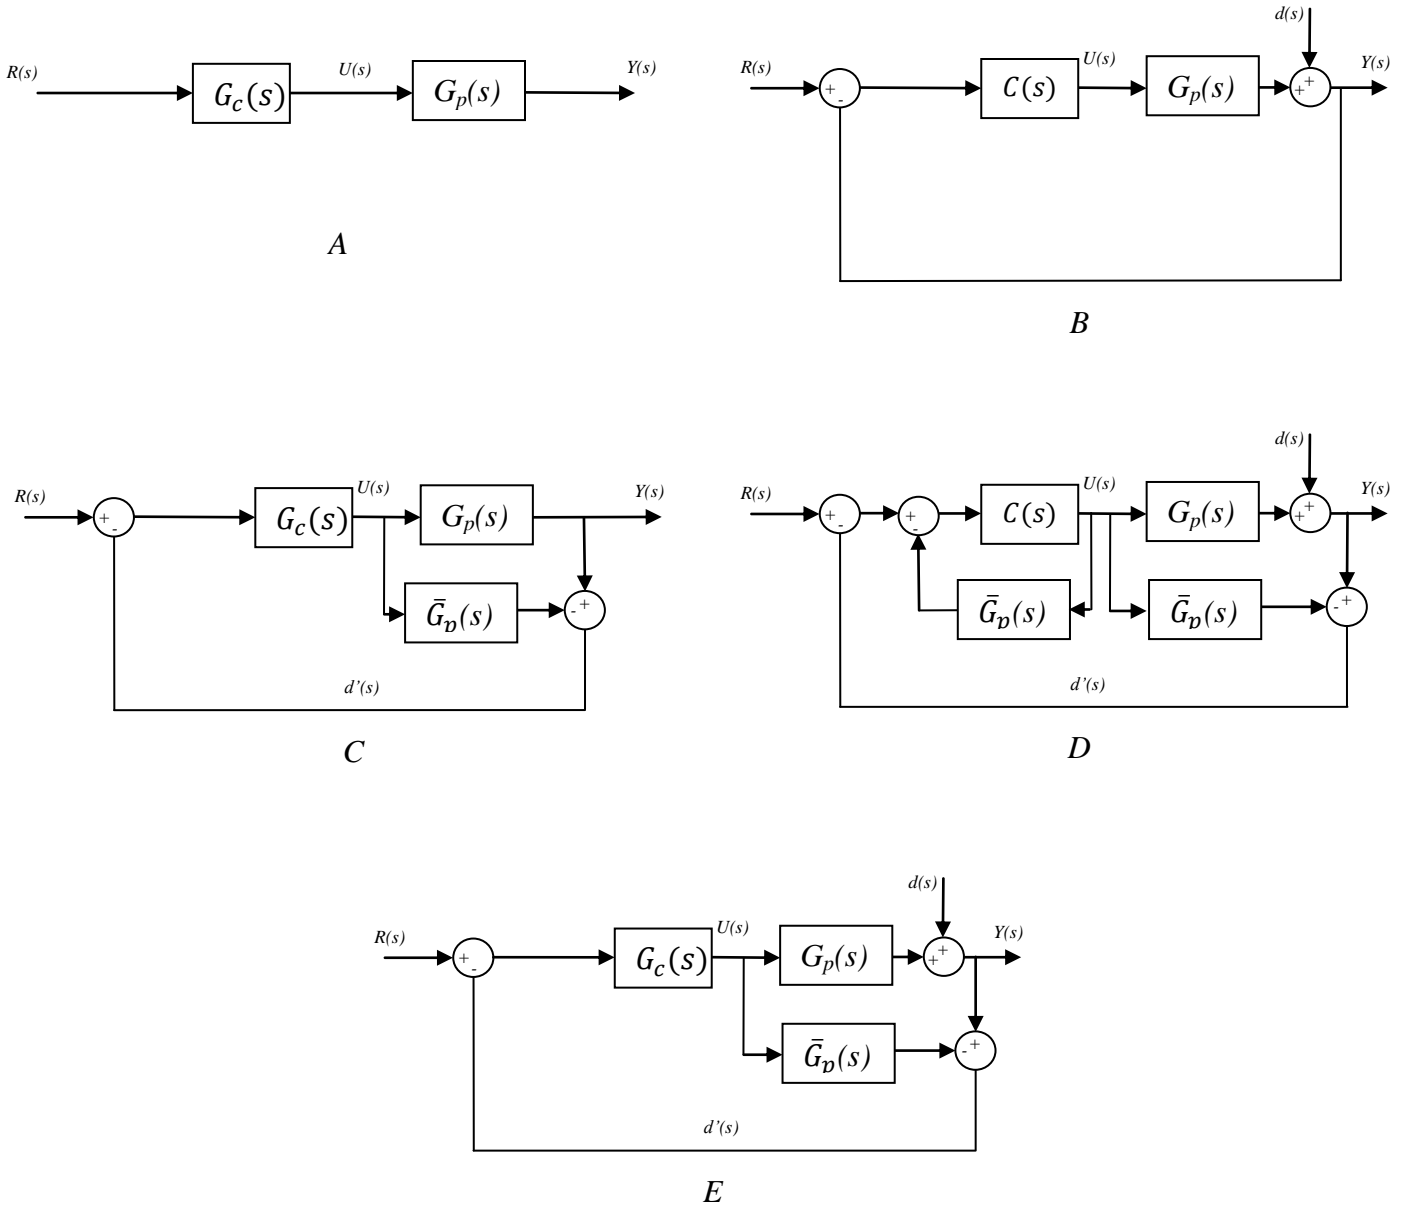 R(s)
G_c(s)
U(s)
G_p(s)
Y(s)
A
d(s)
R(s)
+
-
C(s)
U(s)
G_p(s)
+
+
Y(s)
B
R(s)
+
-
G_c(s)
U(s)
G_p(s)
Y(s)
Ḡ_p(s)
-
+
d’(s)
C
d(s)
R(s)
+
-
+
-
C(s)
U(s)
G_p(s)
+
+
Y(s)
Ḡ_p(s)
Ḡ_p(s)
-
+
d’(s)
D
d(s)
R(s)
+
-
G_c(s)
U(s)
G_p(s)
+
+
Y(s)
Ḡ_p(s)
-
+
d’(s)
E